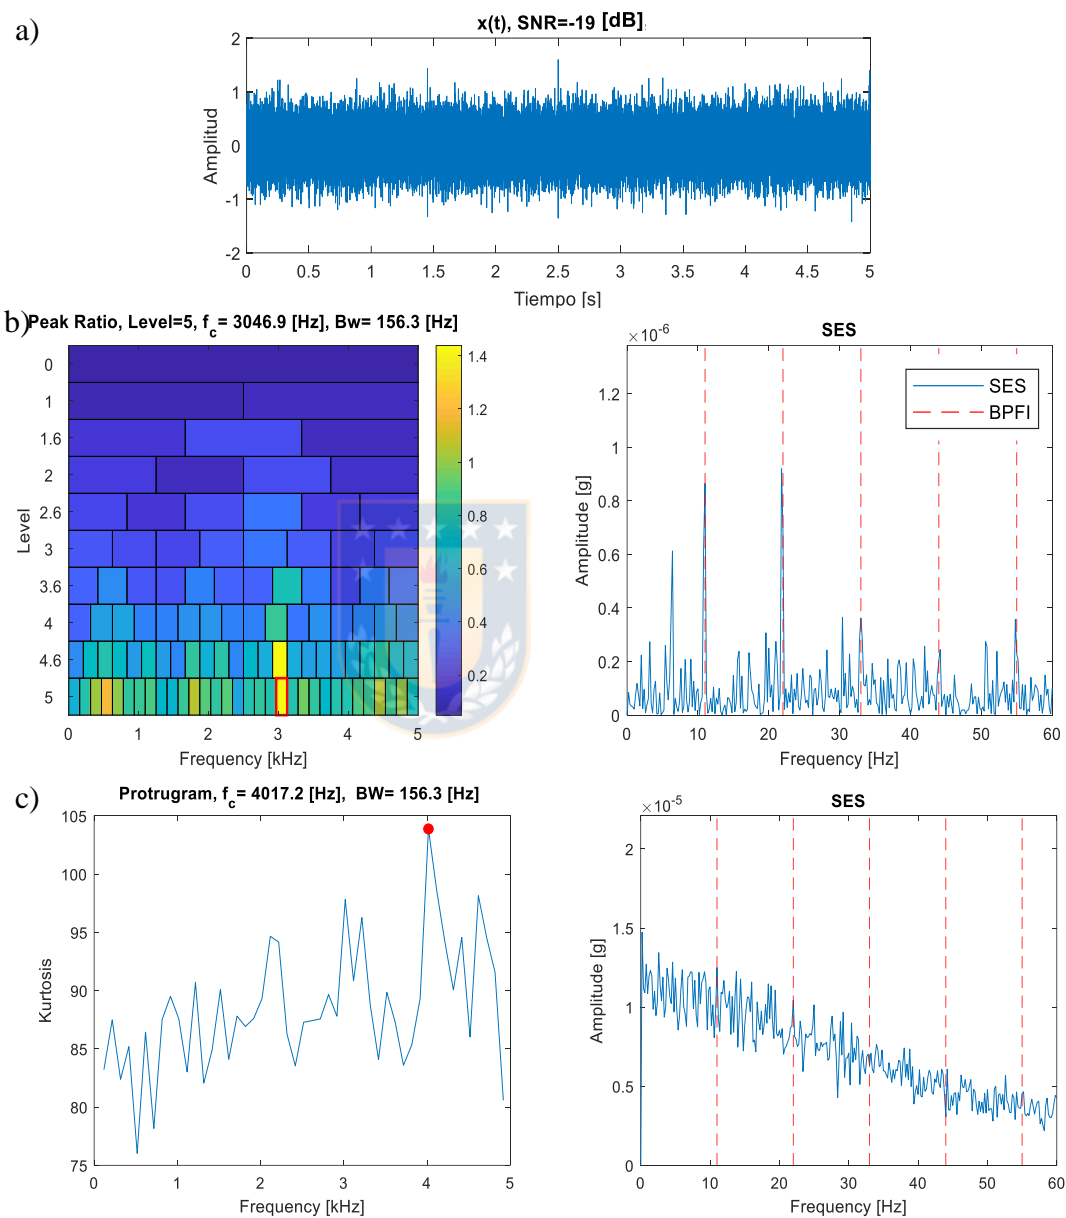 a)
x(t), SNR=-19 [dB]
2
1
0
-1
-2
Amplitud
0 0.5 1 1.5 2 2.5 3 3.5 4 4.5 5
Tiempo [s]
b)
Peak Ratio, Level=5, f_c= 3046.9 [Hz], Bw= 156.3 [Hz]
Level
0
1
1.6
2
2.6
3
3.6
4
4.6
5
0 1 2 3 4 5
Frequency [kHz]
1.4
1.2
1
0.8
0.6
0.4
0.2
SES
×10^-6
1.2
1
0.8
0.6
0.4
0.2
0
Amplitude [g]
SES
BPFI
0 10 20 30 40 50 60
Frequency [Hz]
c)
Protrugram, f_c= 4017.2 [Hz], BW= 156.3 [Hz]
105
100
95
90
85
80
75
Kurtosis
0 1 2 3 4 5
Frequency [kHz]
SES
×10^-5
2
1.5
1
0.5
0
Amplitude [g]
0 10 20 30 40 50 60
Frequency [Hz]